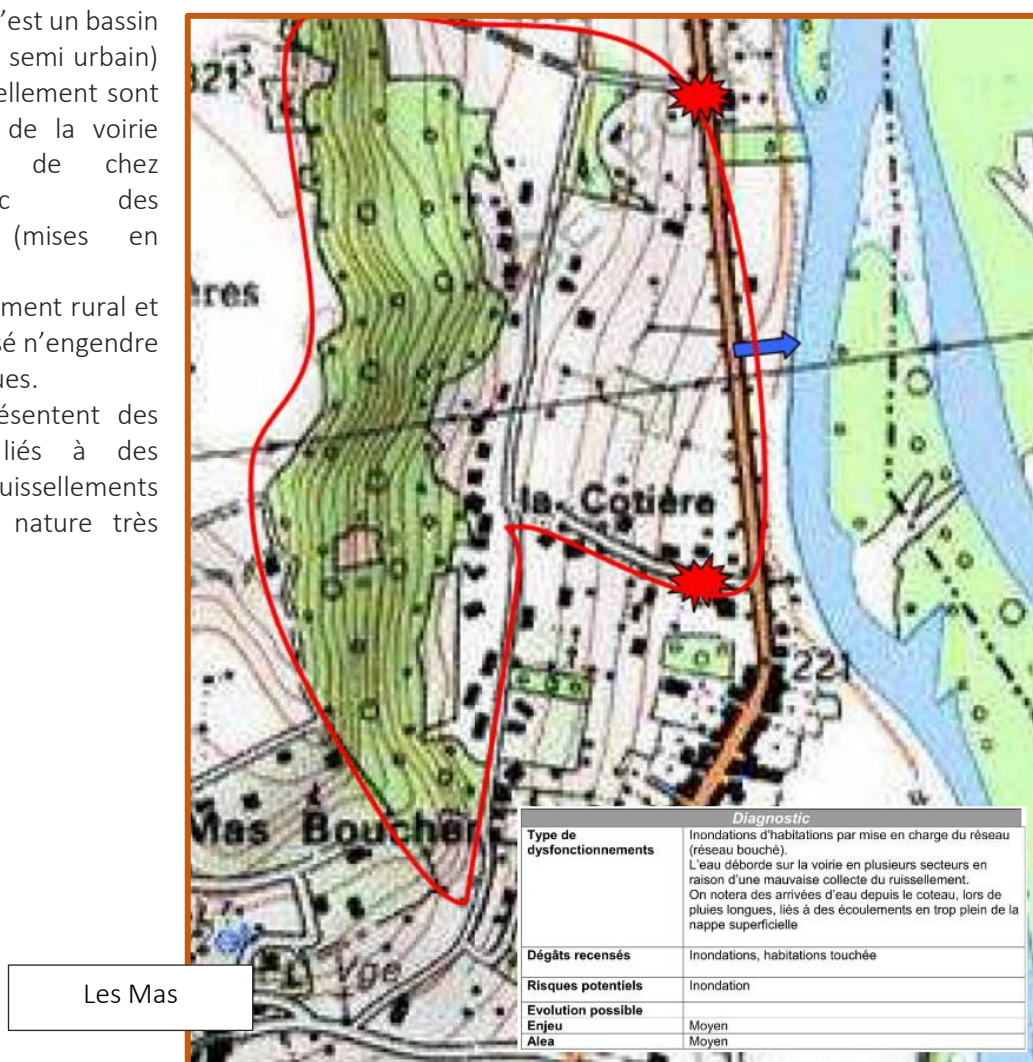 ’est un bassin
semi urbain)
ellement sont
de la voirie
de chez
c des
(mises en
ment rural et
sé n’engendre
ues.
ésentent des
liés à des
uissellements
nature très
321
ères
la Cotière
221
Mas Boucher
Vge
Les Mas
Diagnostic
Type de dysfonctionnements
Inondations d'habitations par mise en charge du réseau
(réseau bouché).
L'eau déborde sur la voirie en plusieurs secteurs en
raison d'une mauvaise collecte du ruissellement.
On notera des arrivées d'eau depuis le coteau, lors de
pluies longues, liés à des écoulements en trop plein de la
nappe superficielle
Dégâts recensés Inondations, habitations touchée
Risques potentiels Inondation
Evolution possible
Enjeu Moyen
Alea Moyen